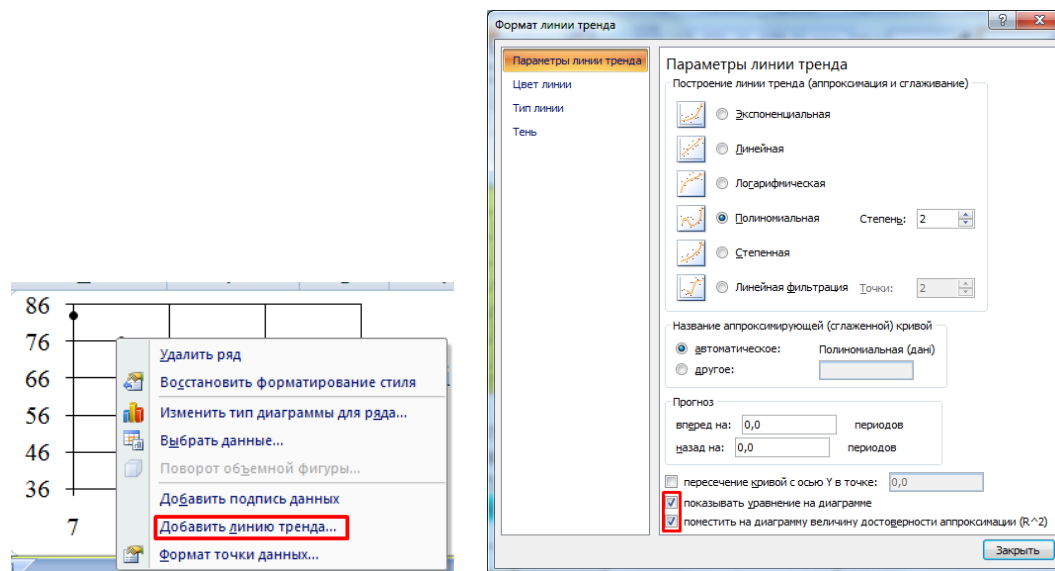 86
76
66
56
46
36
7
Удалить ряд
Восстановить форматирование стиля
Изменить тип диаграммы для ряда...
Выбрать данные...
Поворот объемной фигуры...
Добавить подпись данных
Добавить линию тренда...
Формат точки данных...
Формат линии тренда
Параметры линии тренда
Цвет линии
Тип линии
Тень
Параметры линии тренда
Построение линии тренда (аппроксимация и сглаживание)
Экспоненциальная
Линейная
Логарифмическая
Полиномиальная Степень: 2
Степенная
Линейная фильтрация Точки: 2
Название аппроксимирующей (сглаженной) кривой
автоматическое: Полиномиальная (дані)
другое:
Прогноз
вперед на: 0,0 периодов
назад на: 0,0 периодов
пересечение кривой с осью Y в точке: 0,0
показывать уравнение на диаграмме
поместить на диаграмму величину достоверности аппроксимации (R^2)
Закрыть